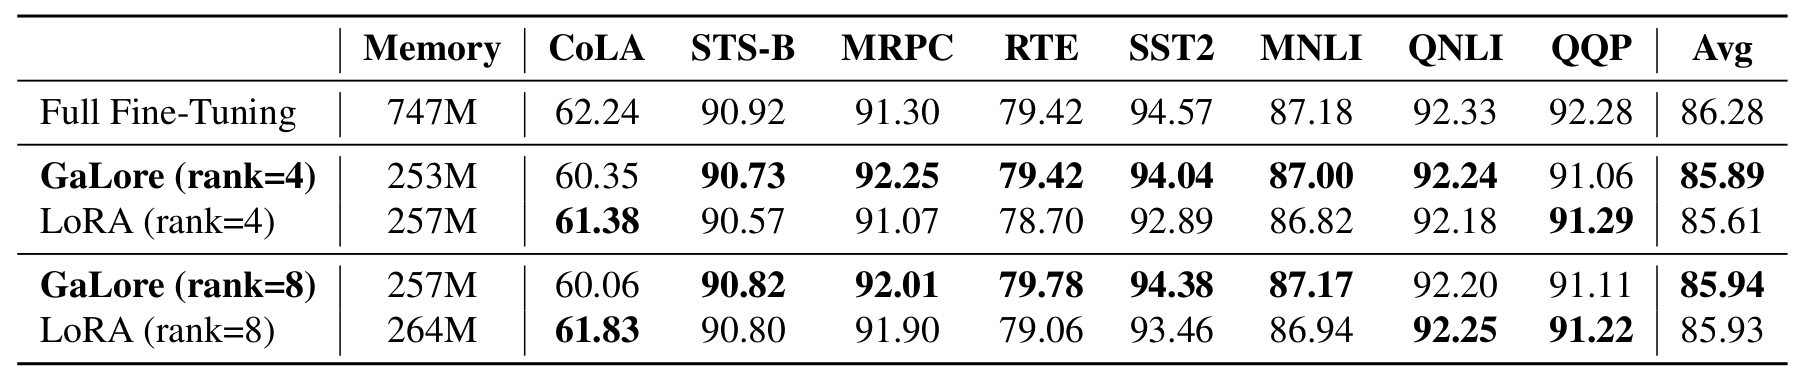 Memory CoLA STS-B MRPC RTE SST2 MNLI QNLI QQP Avg
Full Fine-Tuning 747M 62.24 90.92 91.30 79.42 94.57 87.18 92.33 92.28 86.28
GaLore (rank=4) 253M 60.35 90.73 92.25 79.42 94.04 87.00 92.24 91.06 85.89
LoRA (rank=4) 257M 61.38 90.57 91.07 78.70 92.89 86.82 92.18 91.29 85.61
GaLore (rank=8) 257M 60.06 90.82 92.01 79.78 94.38 87.17 92.20 91.11 85.94
LoRA (rank=8) 264M 61.83 90.80 91.90 79.06 93.46 86.94 92.25 91.22 85.93